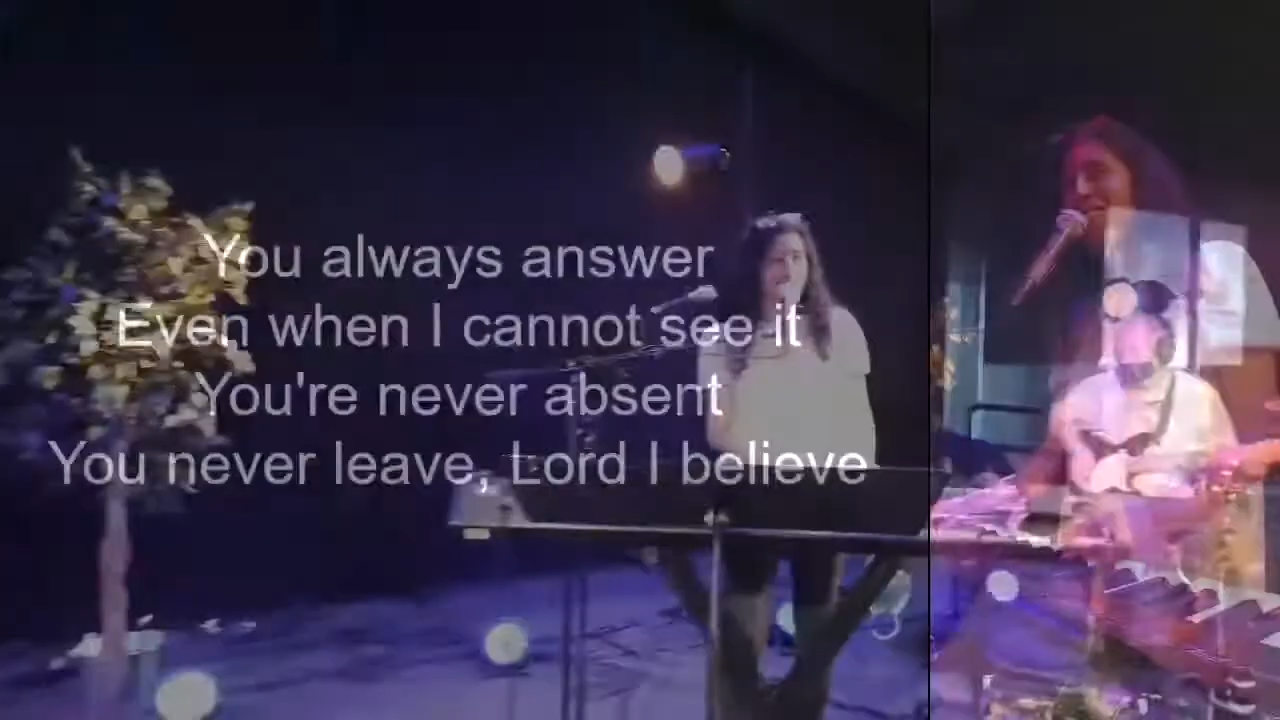 You always answer
Even when I cannot see it
You're never absent
You never leave, Lord I believe